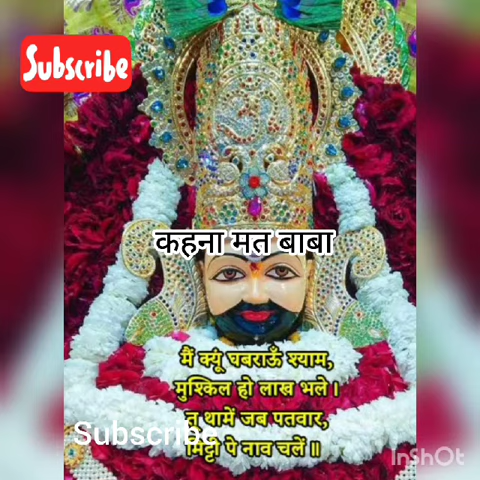 Subscribe
कहना मत बाबा
मैं क्यूं घबराऊँ श्याम,
मुश्किल हो लाख भले।
तू थामें जब पतवार,
मिट्टी पे नाव चलें॥
Subscribe
InshOt